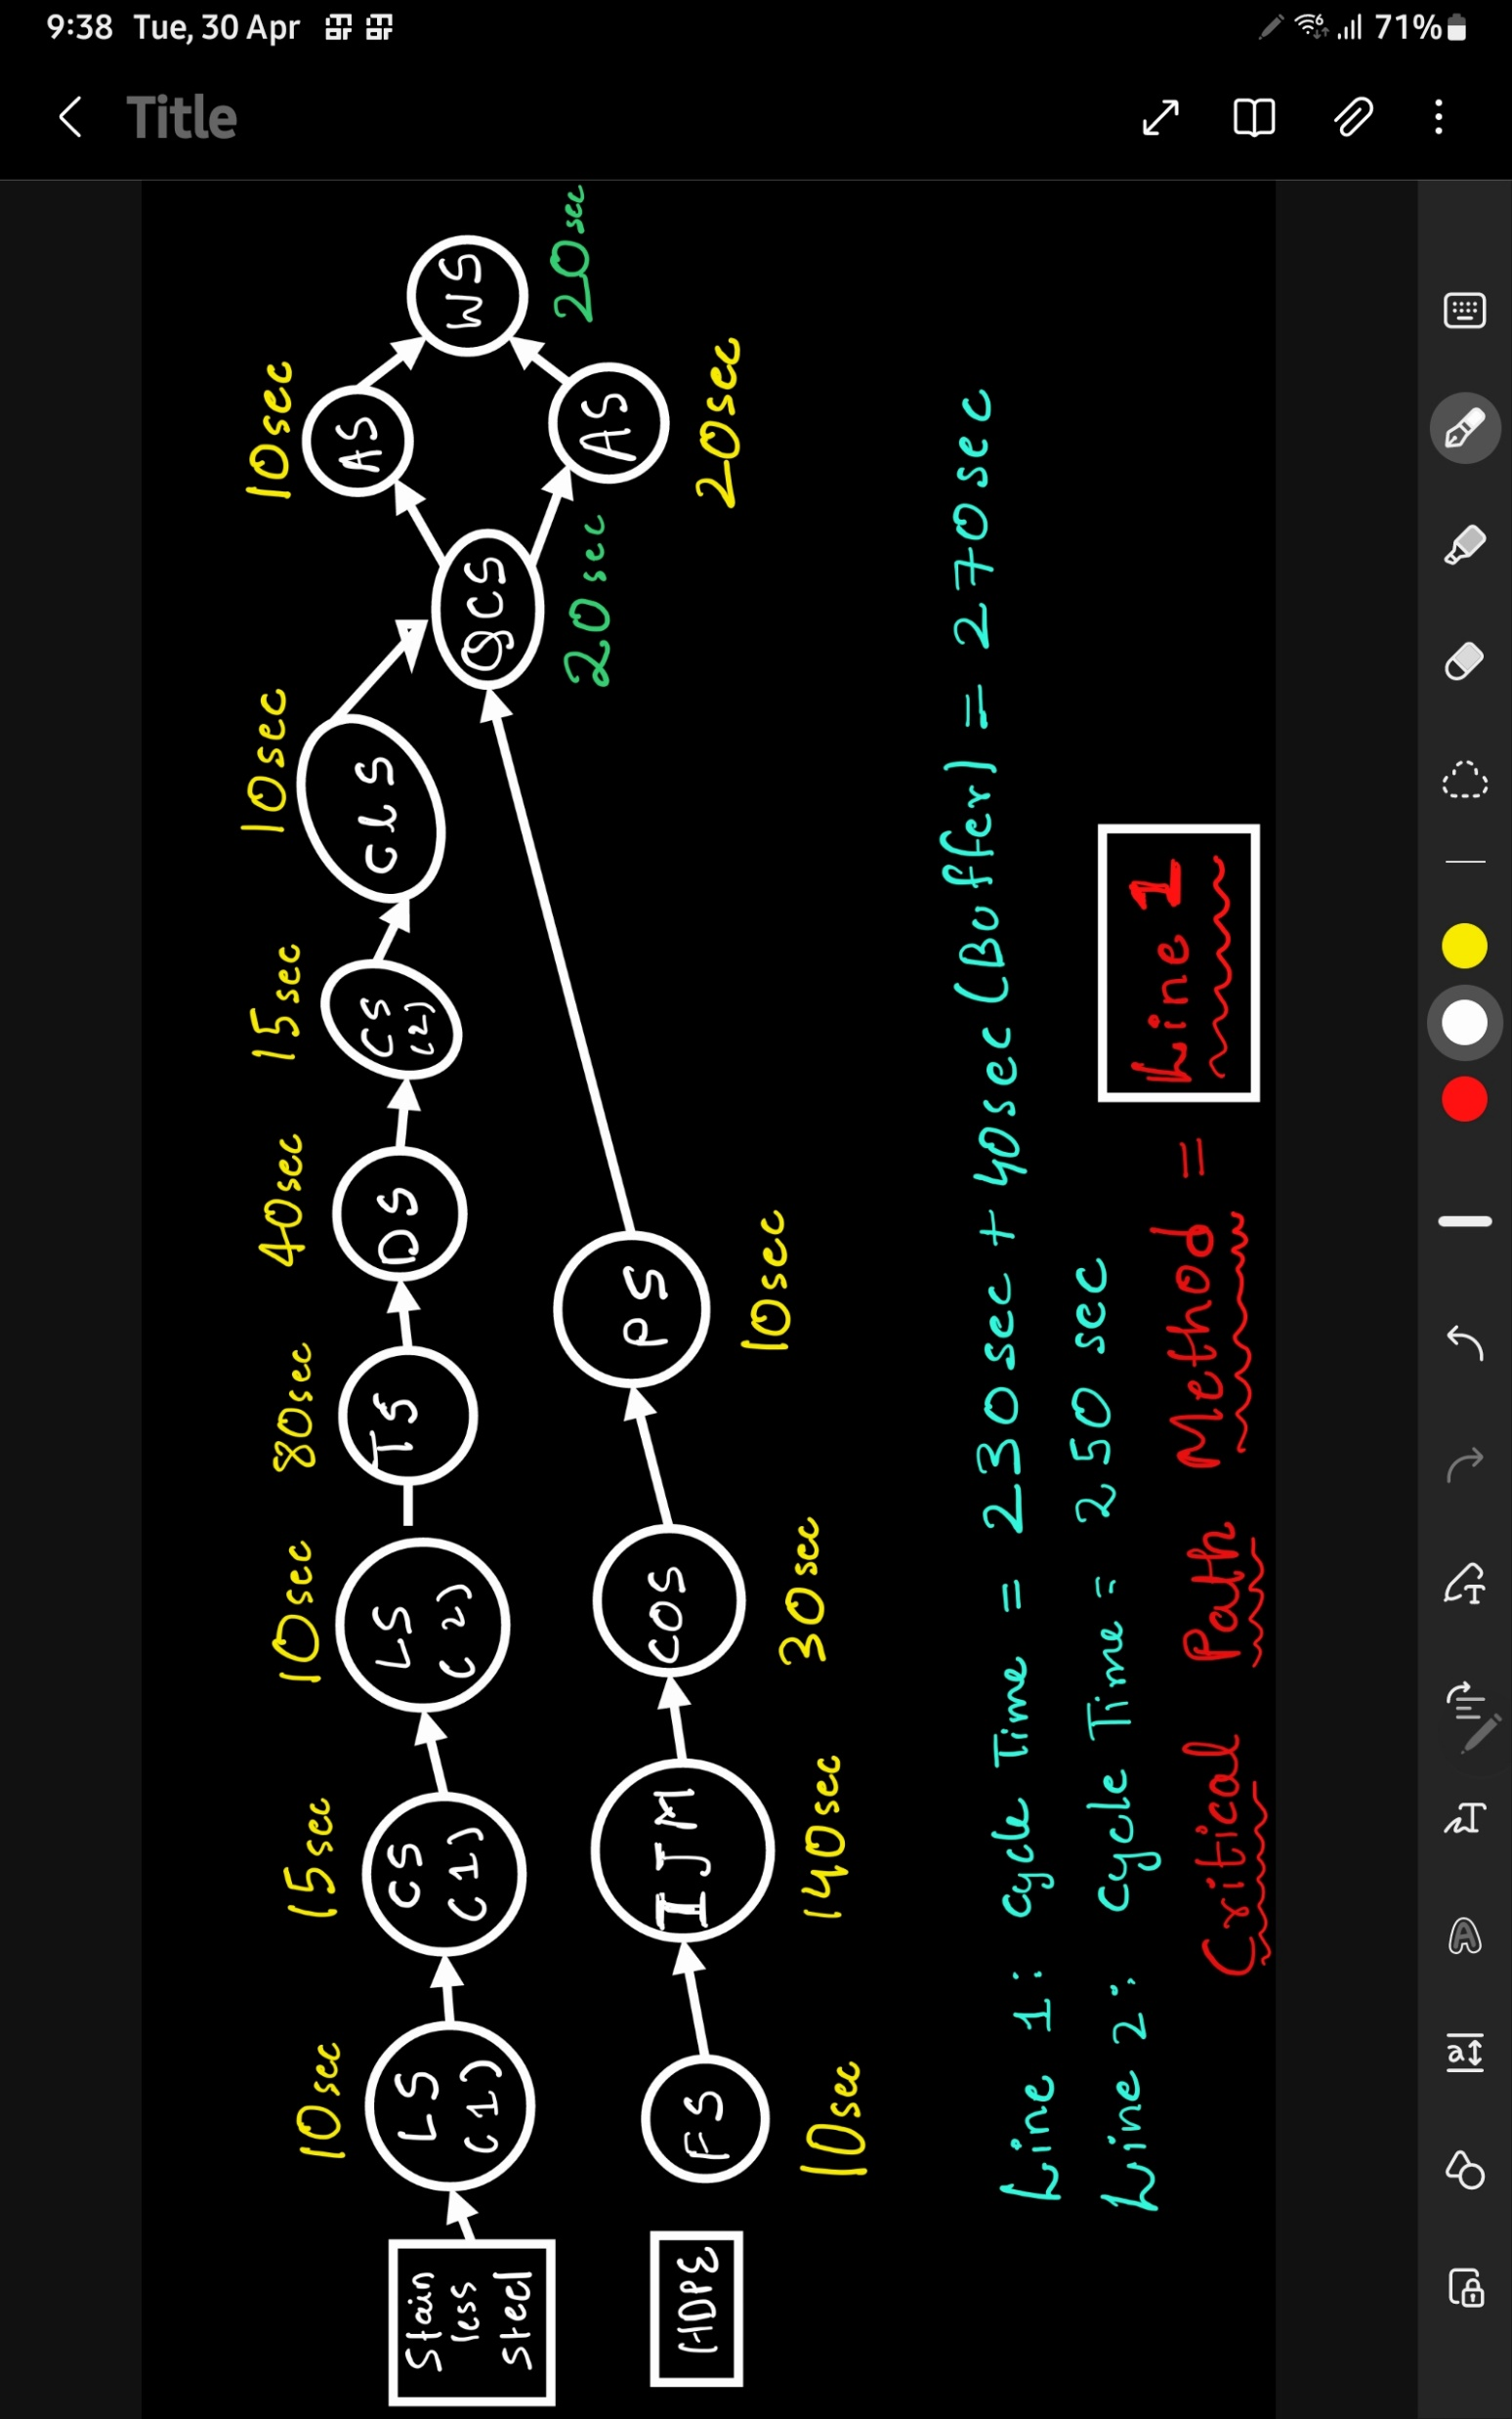 9:38 Tue, 30 Apr
71%
Title
10sec 15sec 10sec 80sec 40sec 15sec 10sec 10sec
Stain
less
steel
LS
(1)
CS
(1)
LS
(2)
TS
DS
CS
(2)
CLS
QCS
AS
WS
AS
20sec
20sec
20sec
HDPE
FS
IJM
COS
PS
10sec 140sec 30sec 10sec
Line 1: Cycle Time = 230sec + 40sec (Buffer) = 270sec
Line 2: Cycle Time = 250 sec
Critical Path Method = Line 1